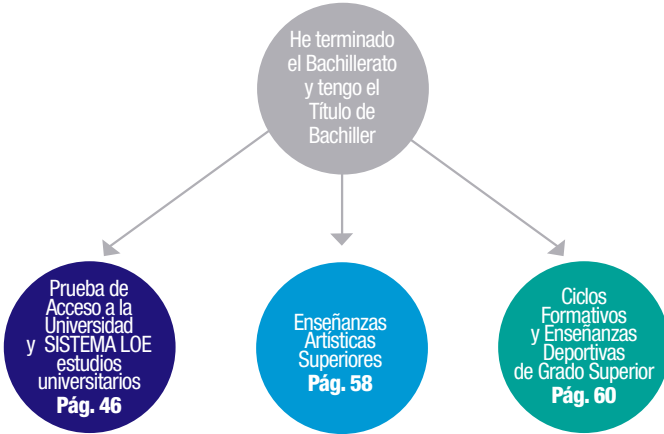 He terminado
el Bachillerato
y tengo el
Título de
Bachiller
Prueba de
Acceso a la
Universidad
y SISTEMA LOE
estudios
universitarios
Pág. 46
Enseñanzas
Artísticas
Superiores
Pág. 58
Ciclos
Formativos
y Enseñanzas
Deportivas
de Grado Superior
Pág. 60